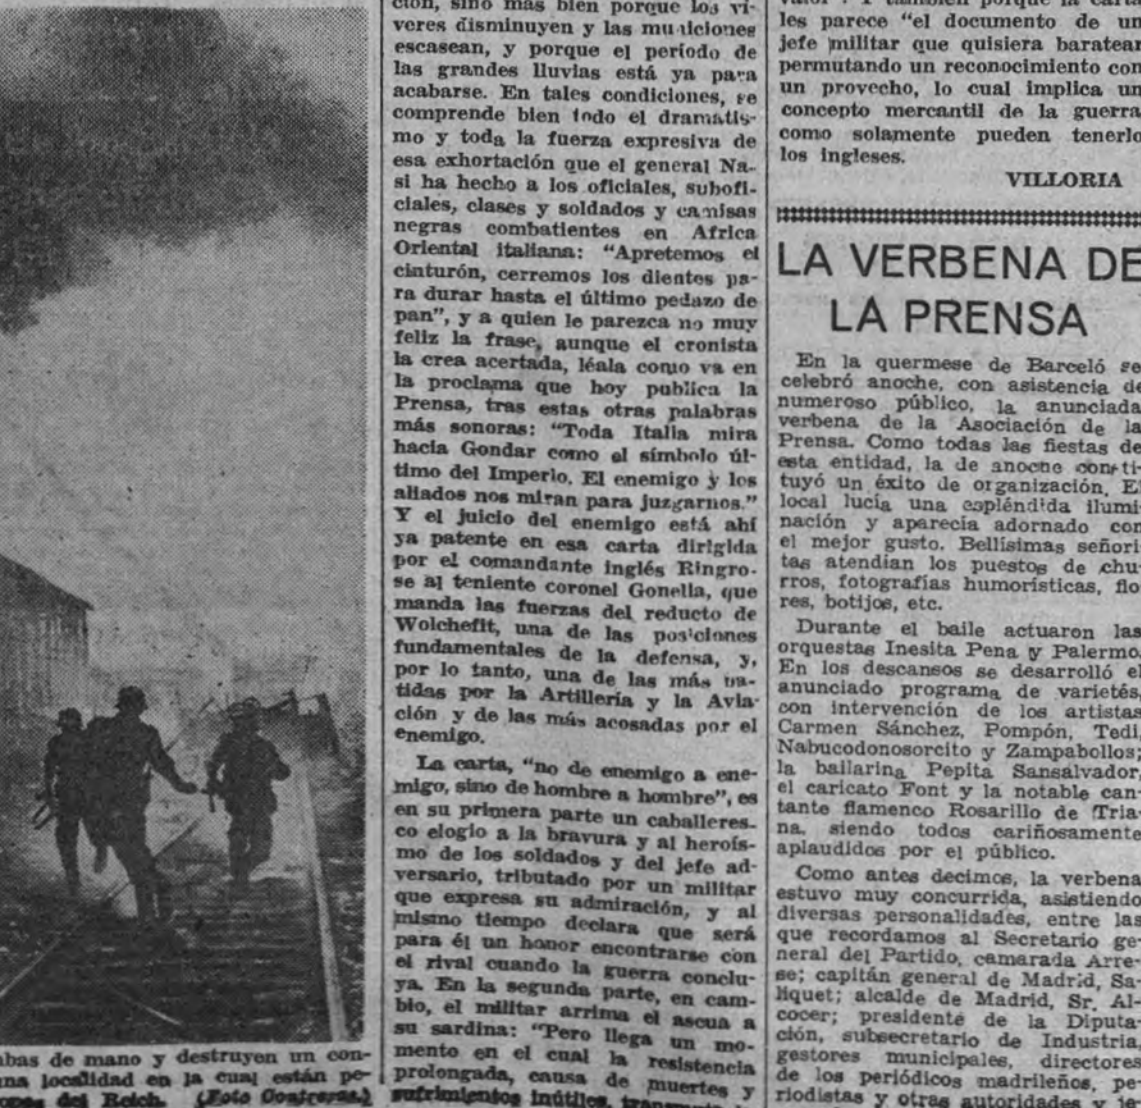 abas de mano y destruyen un con-
una localidad en la cual están pe-
ones del Reich. (Foto Contreras.)
ción, sino más bien porque los ví-
veres disminuyen y las municiones
escasean, y porque el período de
las grandes lluvias está ya para
acabarse. En tales condiciones, se
comprende bien todo el dramatis-
mo y toda la fuerza expresiva de
esa exhortación que el general Na-
si ha hecho a los oficiales, subofi-
ciales, clases y soldados y camisas
negras combatientes en Africa
Oriental italiana: "Apretemos el
cinturón, cerremos los dientes pa-
ra durar hasta el último pedazo de
pan", y a quien le parezca no muy
feliz la frase, aunque el cronista
la crea acertada, léala como va en
la proclama que hoy publica la
Prensa, tras estas otras palabras
más sonoras: "Toda Italia mira
hacia Gondar como el símbolo úl-
timo del Imperio. El enemigo y los
aliados nos miran para juzgarnos."
Y el juicio del enemigo está ahí
ya patente en esa carta dirigida
por el comandante inglés Ringro-
se al teniente coronel Gonella, que
manda las fuerzas del reducto de
Wolchefit, una de las posiciones
fundamentales de la defensa, y,
por lo tanto, una de las más ba-
tidas por la Artillería y la Avia-
ción y de las más acosadas por el
enemigo.
La carta, "no de enemigo a ene-
migo, sino de hombre a hombre", es
en su primera parte un caballeres-
co elogio a la bravura y al heroís-
mo de los soldados y del jefe ad-
versario, tributado por un militar
que expresa su admiración, y al
mismo tiempo declara que será
para él un honor encontrarse con
el rival cuando la guerra conclu-
ya. En la segunda parte, en cam-
bio, el militar arrima el ascua a
su sardina: "Pero llega un mo-
mento en el cual la resistencia
prolongada, causa de muertes y
sufrimientos inútiles,
valor". Y también porque la carta
les parece "el documento de un
jefe militar que quisiera baratear
permutando un reconocimiento con
un provecho, lo cual implica un
concepto mercantil de la guerra
como solamente pueden tenerlo
los ingleses.
VILLORIA
LA VERBENA DE
LA PRENSA
En la quermese de Barceló se
celebró anoche, con asistencia de
numeroso público, la anunciada
verbena de la Asociación de la
Prensa. Como todas las fiestas de
esta entidad, la de anoche consti-
tuyó un éxito de organización. El
local lucía una espléndida ilumi-
nación y aparecía adornado con
el mejor gusto. Bellísimas señori-
tas atendían los puestos de chu-
rros, fotografías humorísticas, flo-
res, botijos, etc.
Durante el baile actuaron las
orquestas Inesita Pena y Palermo.
En los descansos se desarrolló el
anunciado programa de varietés,
con intervención de los artistas
Carmen Sánchez, Pompón, Tedi,
Nabucodonosorcito y Zampabollos;
la bailarina Pepita Sansalvador,
el caricato Font y la notable can-
tante flamenco Rosarillo de Tria-
na, siendo todos cariñosamente
aplaudidos por el público.
Como antes decimos, la verbena
estuvo muy concurrida, asistiendo
diversas personalidades, entre las
que recordamos al Secretario ge-
neral del Partido, camarada Arre-
se; capitán general de Madrid, Sa-
liquet; alcalde de Madrid, Sr. Al-
cocer; presidente de la Diputa-
ción, subsecretario de Industria,
gestores municipales, directores
de los periódicos madrileños, pe-
riodistas y otras autoridades y je-